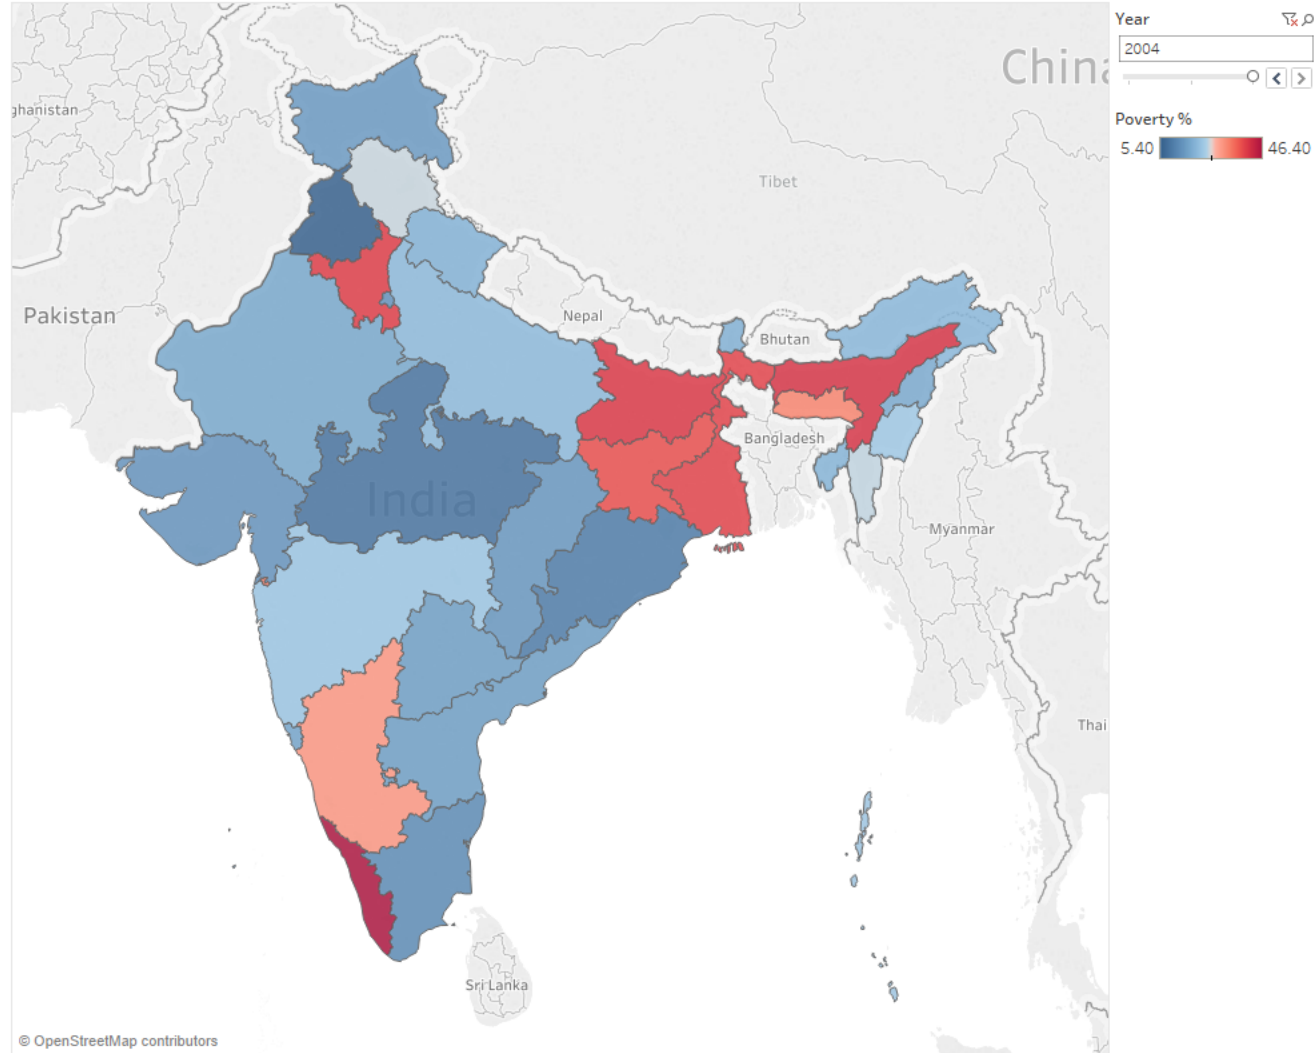 Year
2004
Poverty %
5.40
46.40
China
Tibet
ghanistan
Pakistan
Nepal
Bhutan
Bangladesh
India
Myanmar
Thai
Sri Lanka
© OpenStreetMap contributors